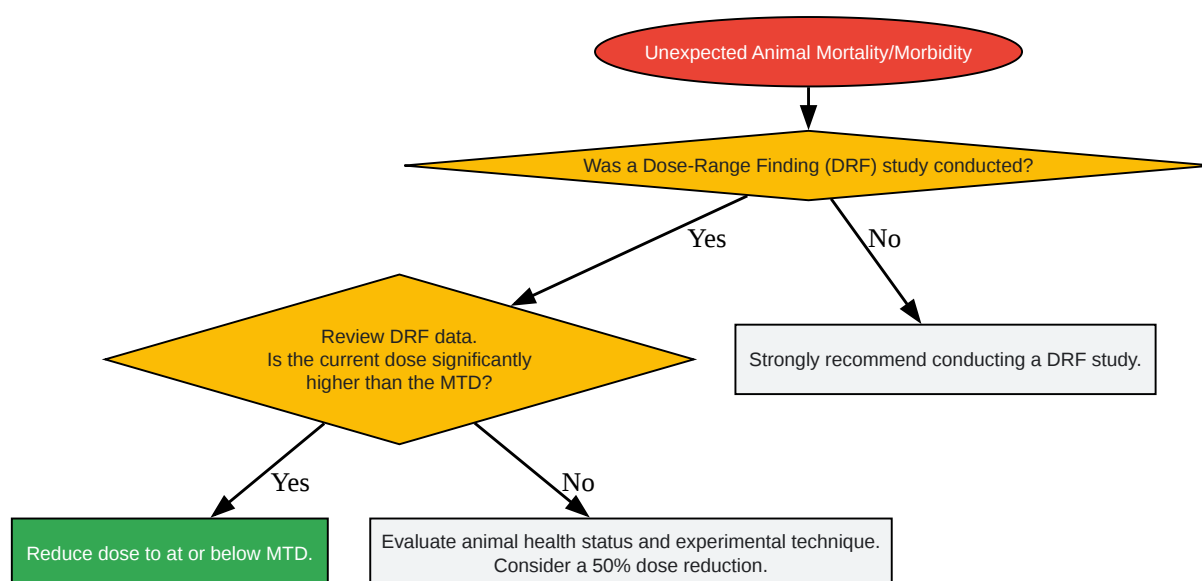 Unexpected Animal Mortality/Morbidity
Was a Dose-Range Finding (DRF) study conducted?
Yes
No
Review DRF data.
Is the current dose significantly
higher than the MTD?
Strongly recommend conducting a DRF study.
Yes
No
Reduce dose to at or below MTD.
Evaluate animal health status and experimental technique.
Consider a 50% dose reduction.